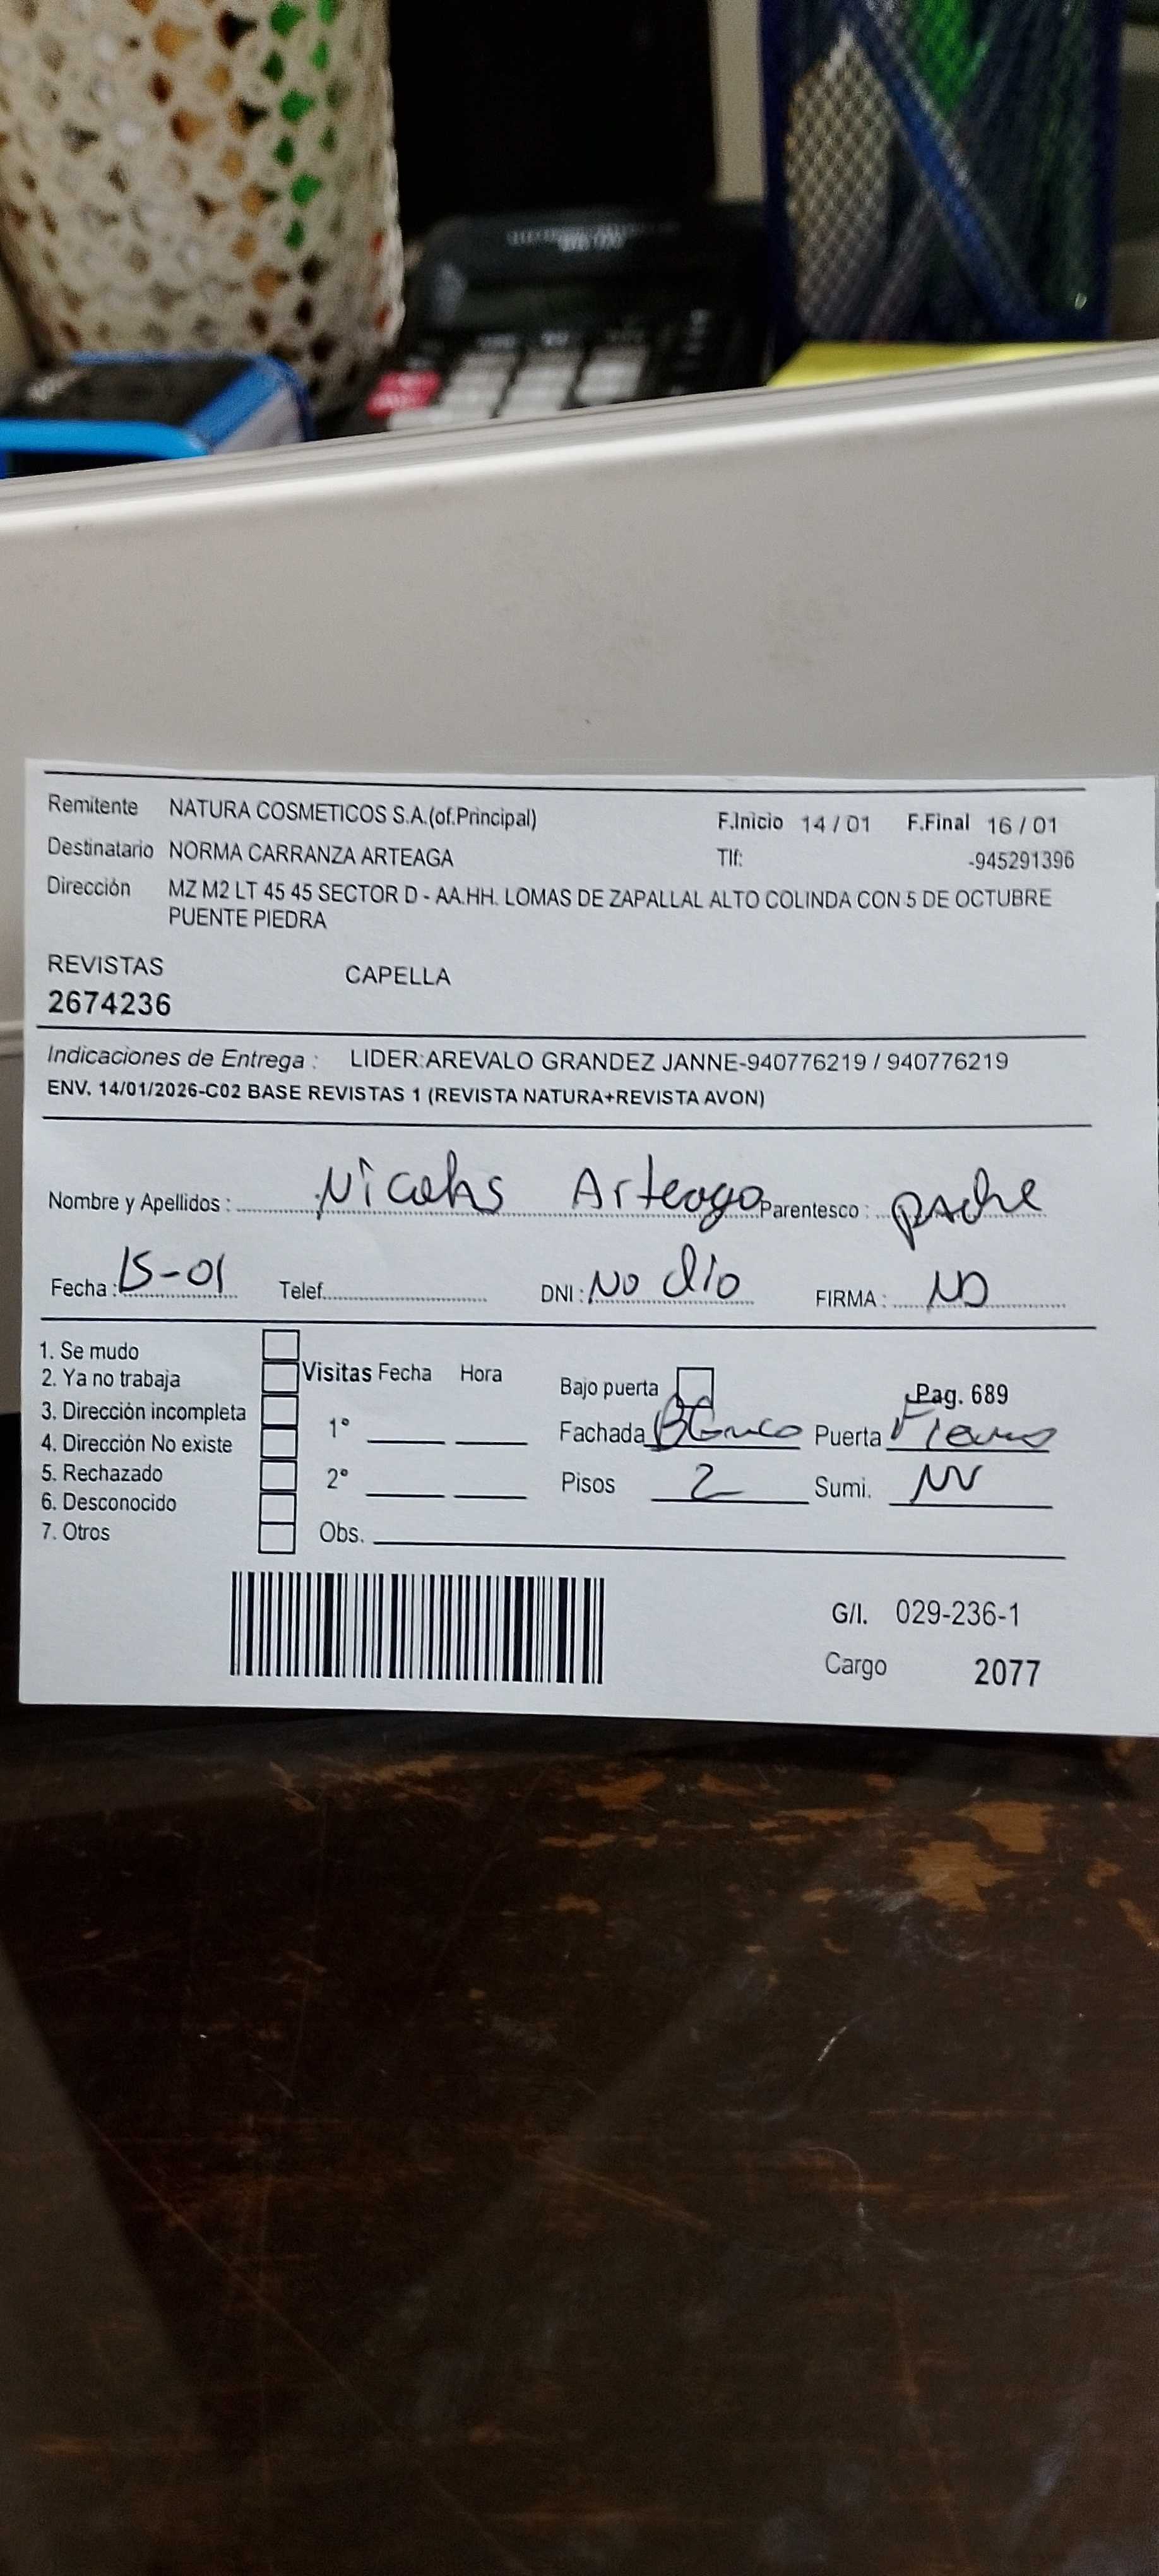 Remitente NATURA COSMETICOS S.A.(of.Principal) F.Inicio 14 / 01 F.Final 16 / 01
Destinatario NORMA CARRANZA ARTEAGA Tlf: -945291396
Dirección MZ M2 LT 45 45 SECTOR D - AA.HH. LOMAS DE ZAPALLAL ALTO COLINDA CON 5 DE OCTUBRE
PUENTE PIEDRA
REVISTAS CAPELLA
2674236
Indicaciones de Entrega : LIDER:AREVALO GRANDEZ JANNE-940776219 / 940776219
ENV. 14/01/2026-C02 BASE REVISTAS 1 (REVISTA NATURA+REVISTA AVON)
Nombre y Apellidos : Nicolas Arteaga Parentesco : padre
Fecha : 15-01 Telef. DNI : No dio FIRMA : ND
1. Se mudo
2. Ya no trabaja Visitas Fecha Hora Bajo puerta Pag. 689
3. Dirección incompleta 1° Fachada Blanco Puerta Fierro
4. Dirección No existe
5. Rechazado 2° Pisos 2 Sumi.
6. Desconocido
7. Otros Obs.
G/I. 029-236-1
Cargo 2077